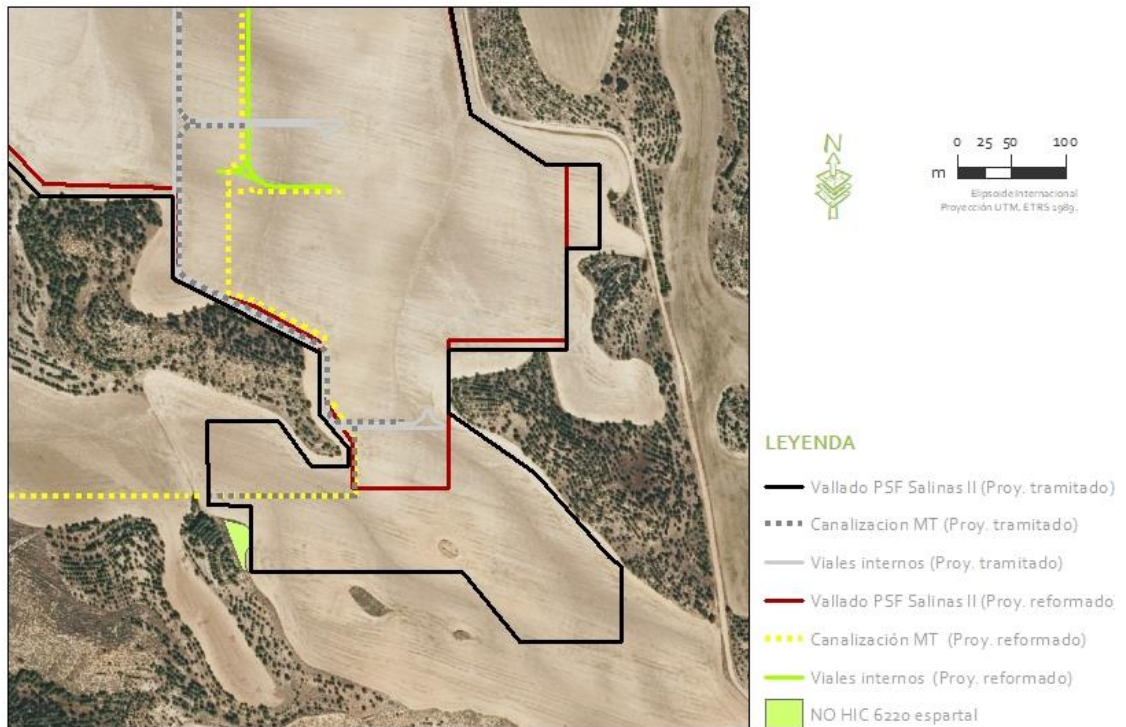 N
0 25 50 100
m
Elipsoide Internacional
Proyección UTM, ETRS 1989.
LEYENDA
Vallado PSF Salinas II (Proy. tramitado)
Canalizacion MT (Proy. tramitado)
Viales internos (Proy. tramitado)
Vallado PSF Salinas II (Proy. reformado
Canalización MT (Proy. reformado)
Viales internos (Proy. reformado)
NO HIC 6220 espartal